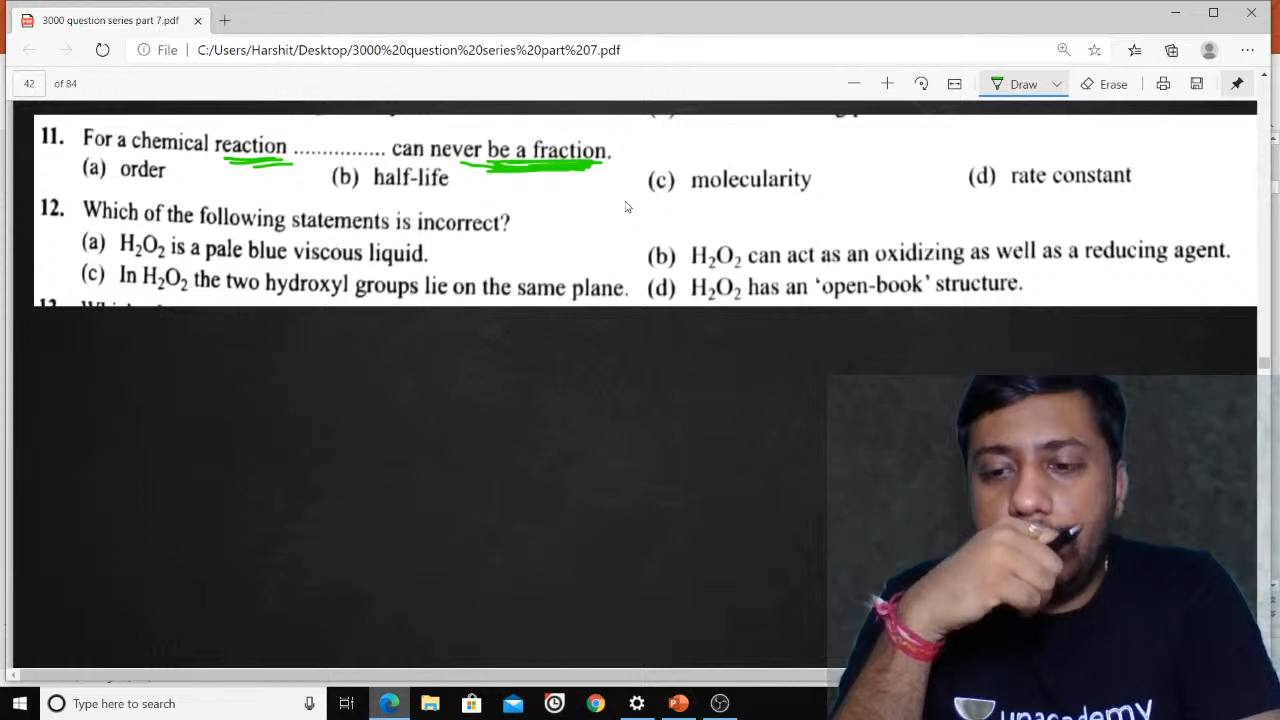 3000 question series part 7.pdf
File C:/Users/Harshit/Desktop/3000%20question%20series%20part%207.pdf
42 of 84 Draw Erase
11. For a chemical reaction ............... can never be a fraction.
(a) order (b) half-life (c) molecularity (d) rate constant
12. Which of the following statements is incorrect?
(a) H₂O₂ is a pale blue viscous liquid. (b) H₂O₂ can act as an oxidizing as well as a reducing agent.
(c) In H₂O₂ the two hydroxyl groups lie on the same plane. (d) H₂O₂ has an ‘open-book’ structure.
unacademy
Type here to search